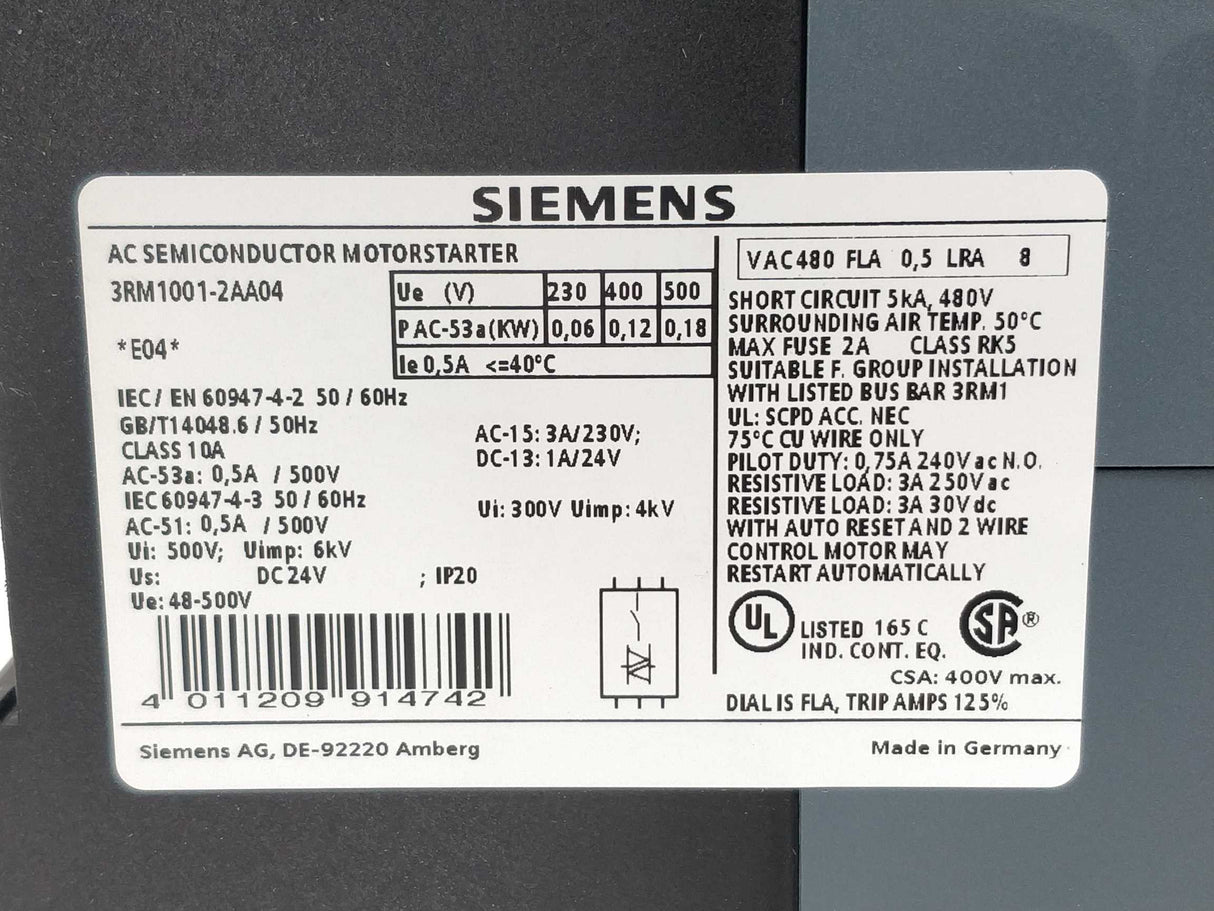 SIEMENS
AC SEMICONDUCTOR MOTORSTARTER
3RM1001-2AA04
*E04*
Ue (V) 230 400 500
P AC-53a(KW) 0,06 0,12 0,18
Ie 0,5A <=40°C
IEC/ EN 60947-4-2 50 / 60Hz
GB/T14048.6 / 50Hz
CLASS 10A
AC-53a: 0,5A / 500V
IEC 60947-4-3 50 / 60Hz
AC-51: 0,5A / 500V
Ui: 500V; Uimp: 6kV
Us: DC 24V ; IP20
Ue: 48-500V
AC-15: 3A/230V;
DC-13: 1A/24V
Ui: 300V Uimp: 4kV
4 011209 914742
VAC480 FLA 0,5 LRA 8
SHORT CIRCUIT 5kA, 480V
SURROUNDING AIR TEMP. 50°C
MAX FUSE 2A CLASS RK5
SUITABLE F. GROUP INSTALLATION
WITH LISTED BUS BAR 3RM1
UL: SCPD ACC. NEC
75°C CU WIRE ONLY
PILOT DUTY: 0,75A 240V ac N.O.
RESISTIVE LOAD: 3A 250V ac
RESISTIVE LOAD: 3A 30V dc
WITH AUTO RESET AND 2 WIRE
CONTROL MOTOR MAY
RESTART AUTOMATICALLY
UL LISTED 165 C
IND. CONT. EQ.
SA®
CSA: 400V max.
DIAL IS FLA, TRIP AMPS 125%
Siemens AG, DE-92220 Amberg
Made in Germany